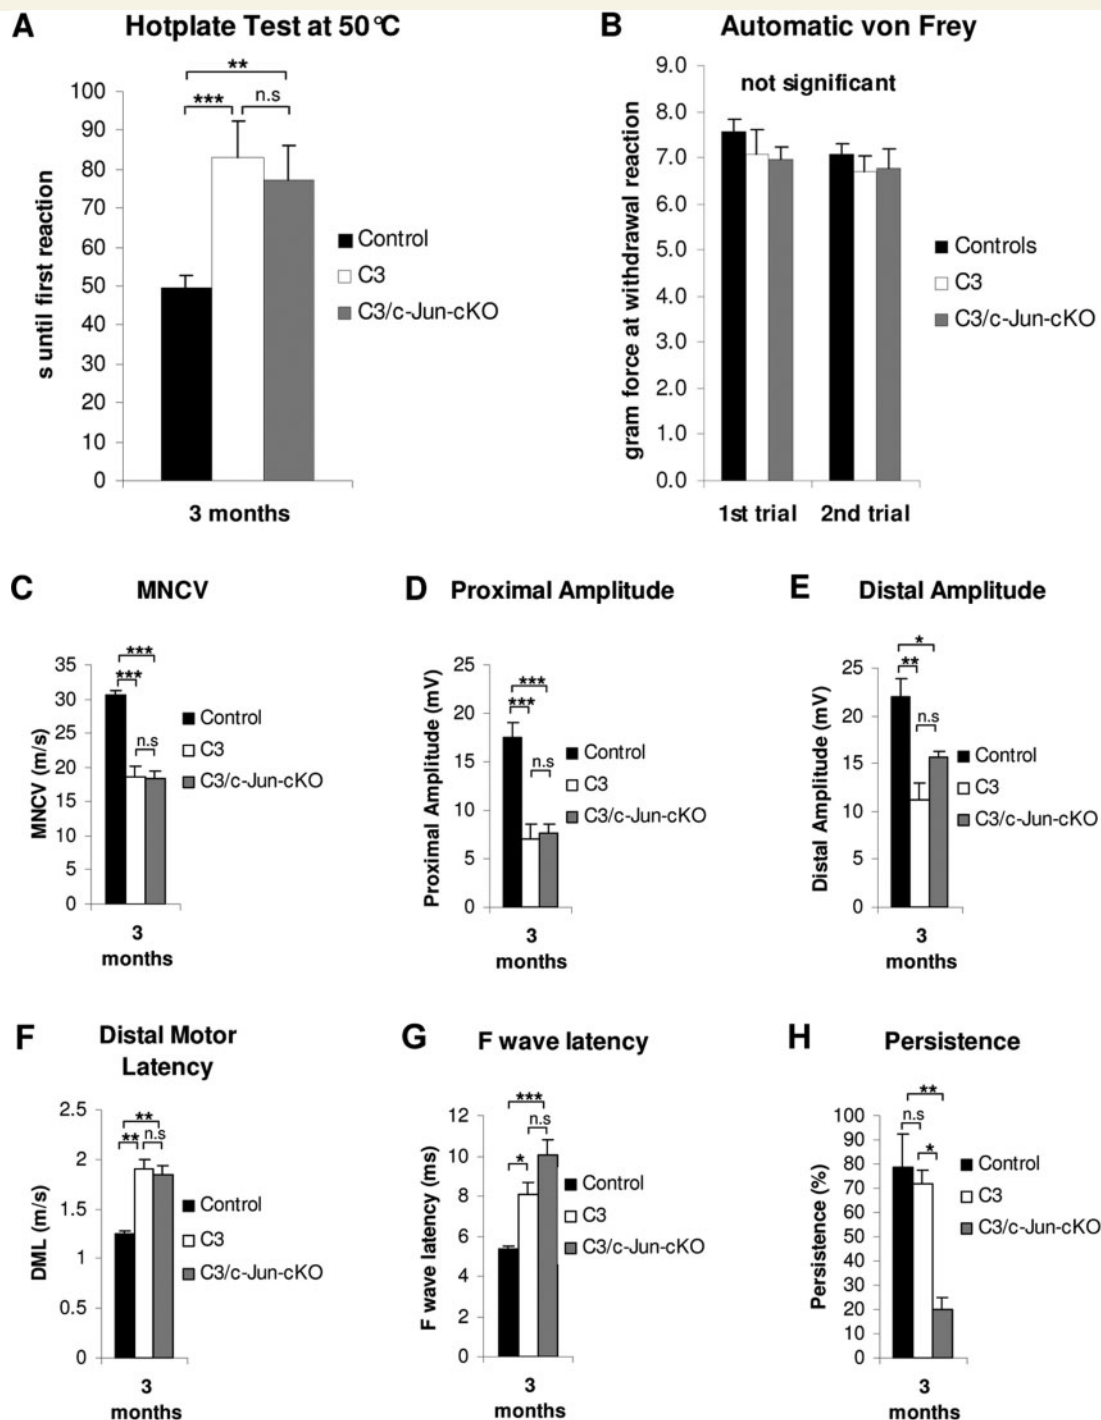 A
Hotplate Test at 50°C
s until first reaction
100
90
80
70
60
50
40
30
20
10
0
**
***
n.s
Control
C3
C3/c-Jun-cKO
3 months
B
Automatic von Frey
not significant
gram force at withdrawal reaction
9.0
8.0
7.0
6.0
5.0
4.0
3.0
2.0
1.0
0.0
Controls
C3
C3/c-Jun-cKO
1st trial
2nd trial
C
MNCV
MNCV (m/s)
35
30
25
20
15
10
5
0
***
***
n.s
Control
C3
C3/c-Jun-cKO
3
months
D
Proximal Amplitude
Proximal Amplitude (mV)
25
20
15
10
5
0
***
***
n.s
Control
C3
C3/c-Jun-cKO
3
months
E
Distal Amplitude
Distal Amplitude (mV)
25
20
15
10
5
0
*
**
n.s
Control
C3
C3/c-Jun-cKO
3
months
F
Distal Motor
Latency
DML (m/s)
2.5
2
1.5
1
0.5
0
**
**
n.s
Control
C3
C3/c-Jun-cKO
3
months
G
F wave latency
F wave latency (ms)
12
10
8
6
4
2
0
***
n.s
*
Control
C3
C3/c-Jun-cKO
3
months
H
Persistence
Persistence (%)
100
90
80
70
60
50
40
30
20
10
0
**
n.s
*
Control
C3
C3/c-Jun-cKO
3
months